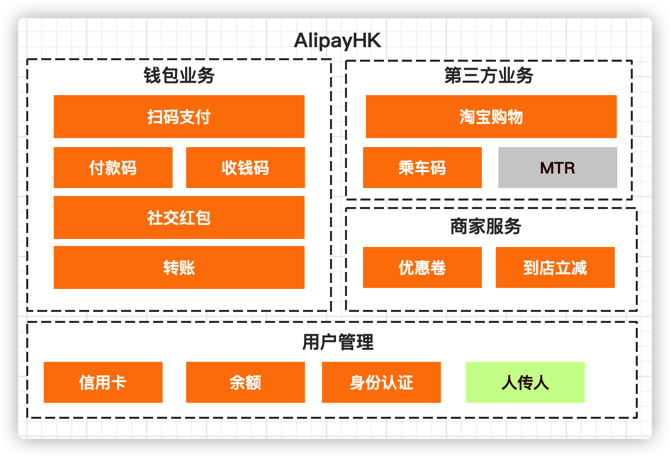 AlipayHK
钱包业务
扫码支付
付款码
收钱码
社交红包
转账
第三方业务
淘宝购物
乘车码
MTR
商家服务
优惠卷
到店立减
用户管理
信用卡
余额
身份认证
人传人